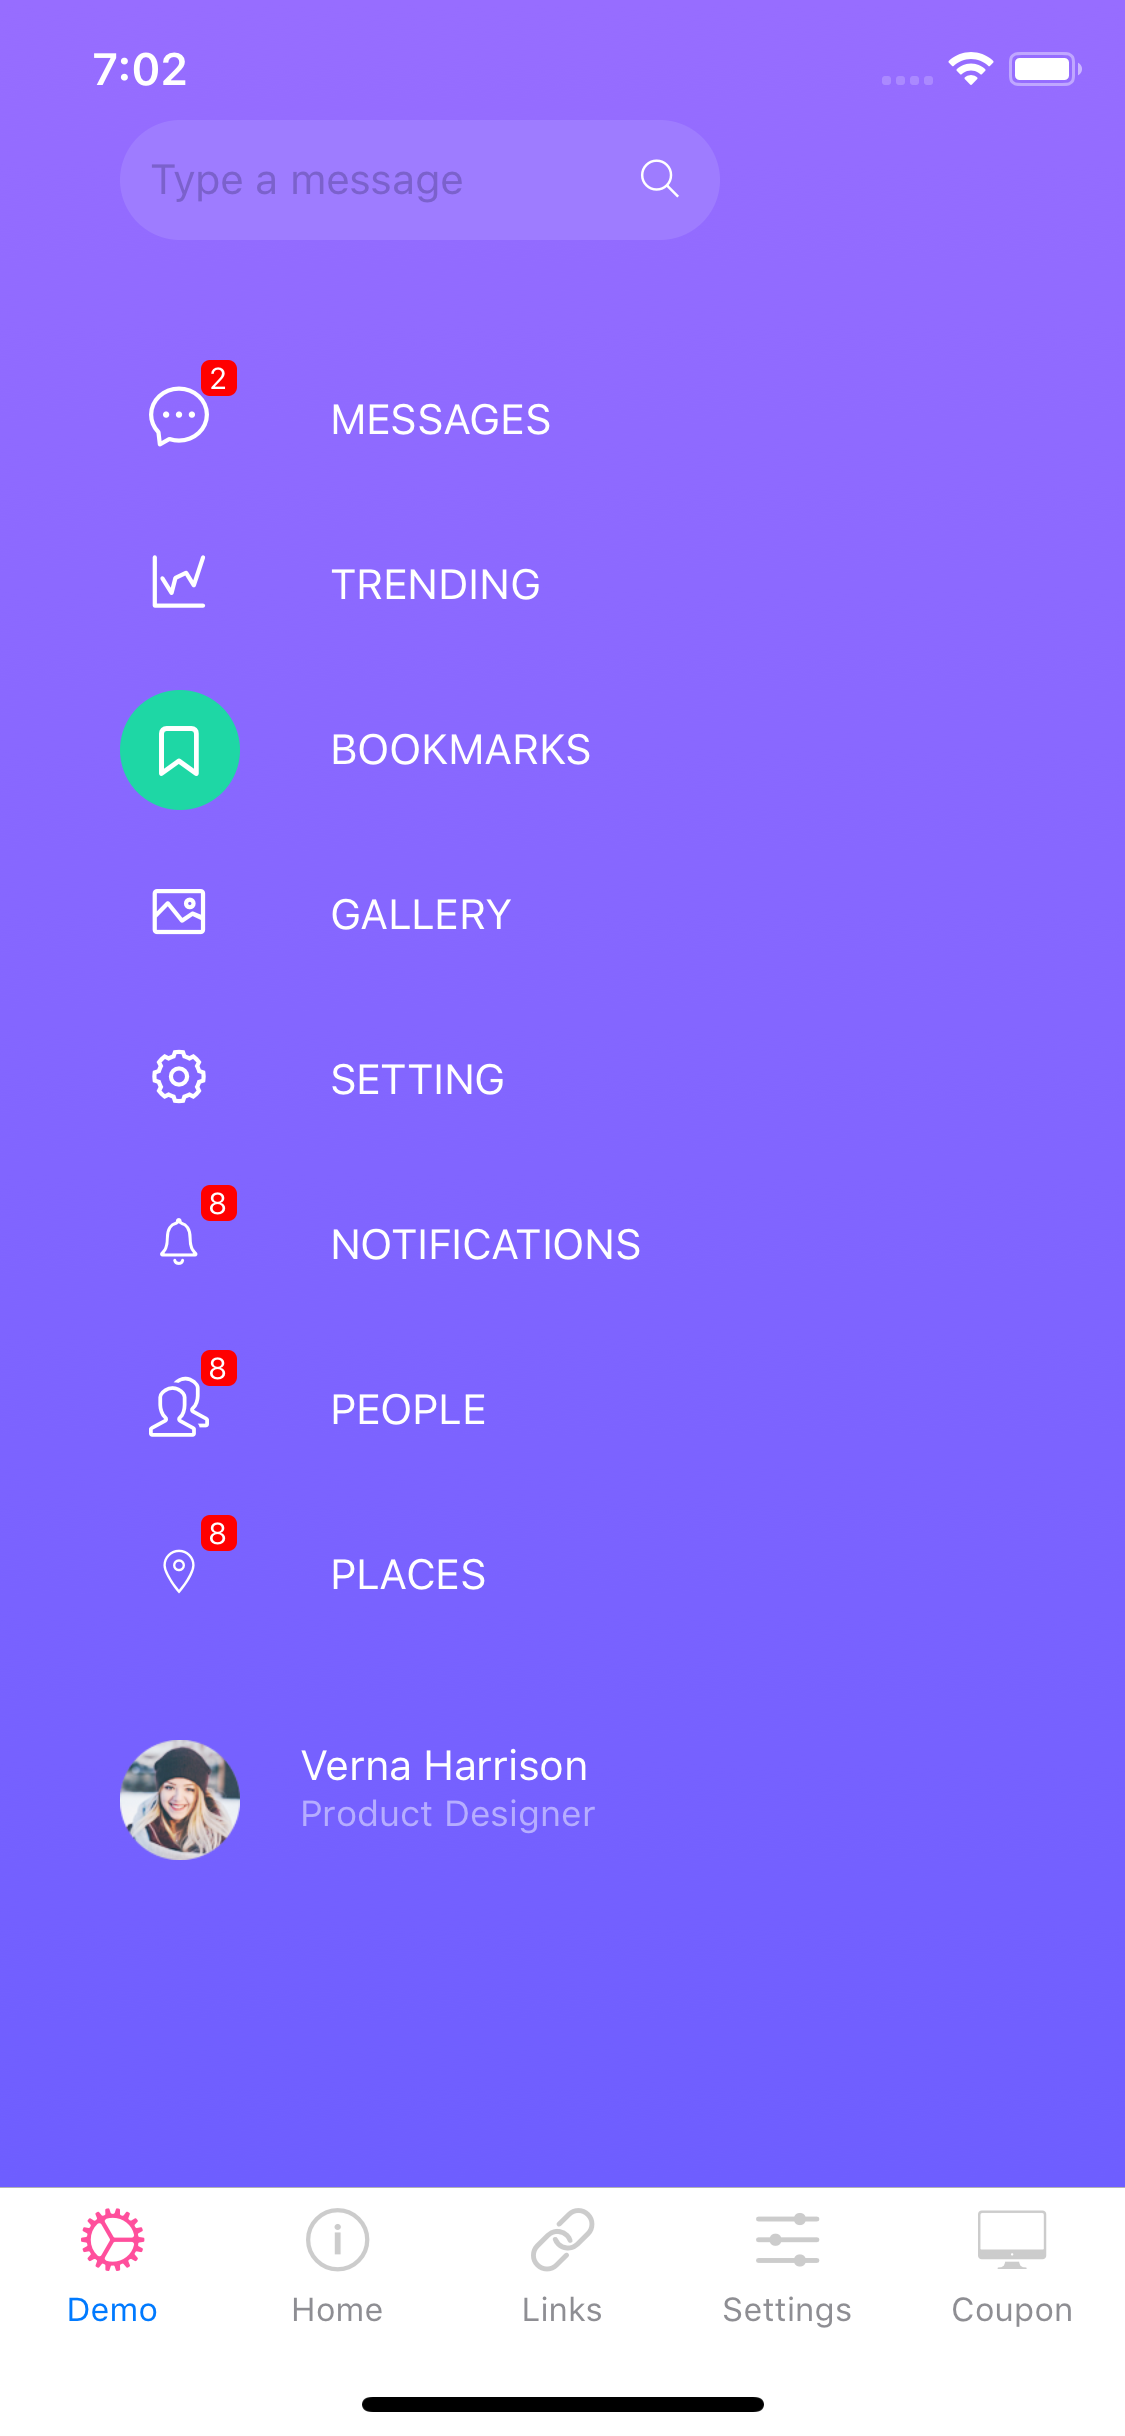 7:02
Type a message
2
MESSAGES
TRENDING
BOOKMARKS
GALLERY
SETTING
8
NOTIFICATIONS
8
PEOPLE
8
PLACES
Verna Harrison
Product Designer
Demo Home Links Settings Coupon